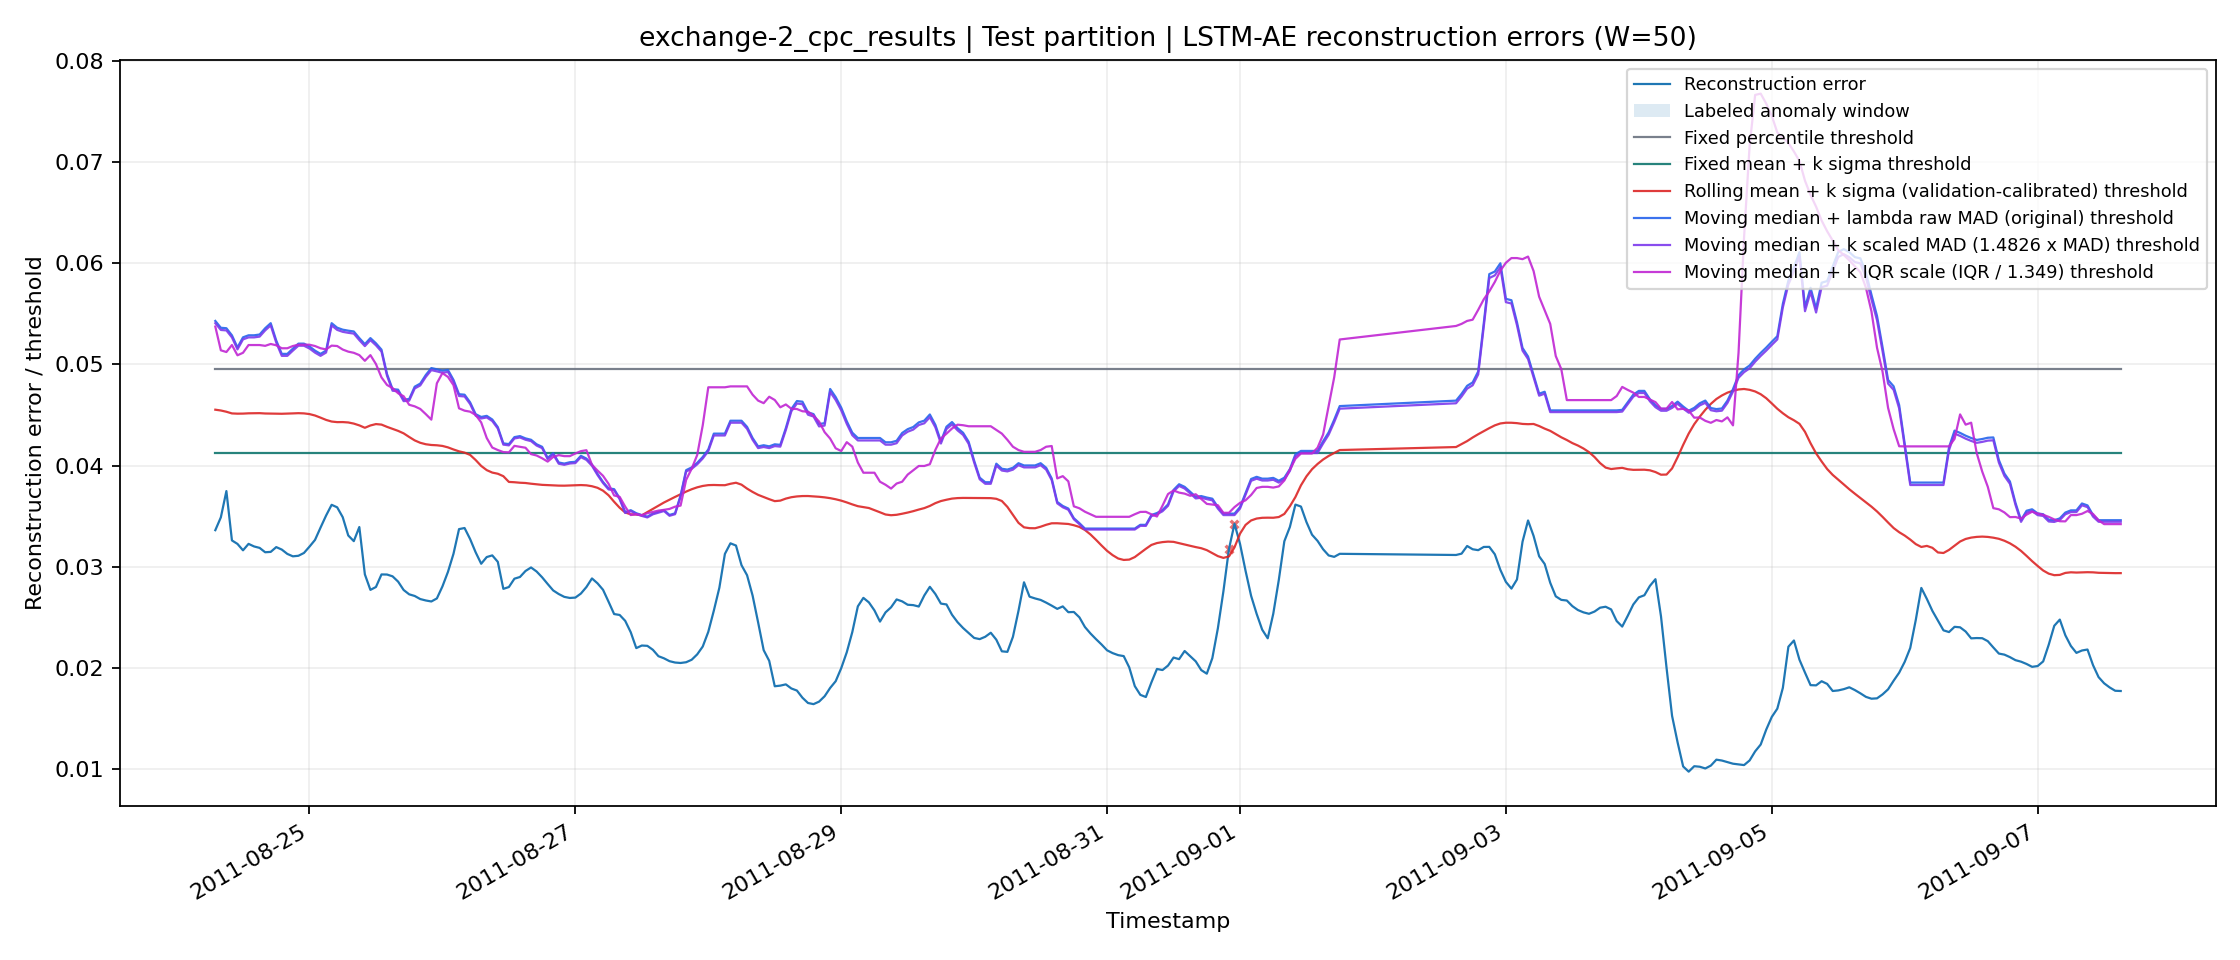 exchange-2_cpc_results | Test partition | LSTM-AE reconstruction errors (W=50)
Reconstruction error / threshold
0.08
0.07
0.06
0.05
0.04
0.03
0.02
0.01
Reconstruction error
Labeled anomaly window
Fixed percentile threshold
Fixed mean + k sigma threshold
Rolling mean + k sigma (validation-calibrated) threshold
Moving median + lambda raw MAD (original) threshold
Moving median + k scaled MAD (1.4826 x MAD) threshold
Moving median + k IQR scale (IQR / 1.349) threshold
2011-08-25
2011-08-27
2011-08-29
2011-08-31
2011-09-01
2011-09-03
2011-09-05
2011-09-07
Timestamp